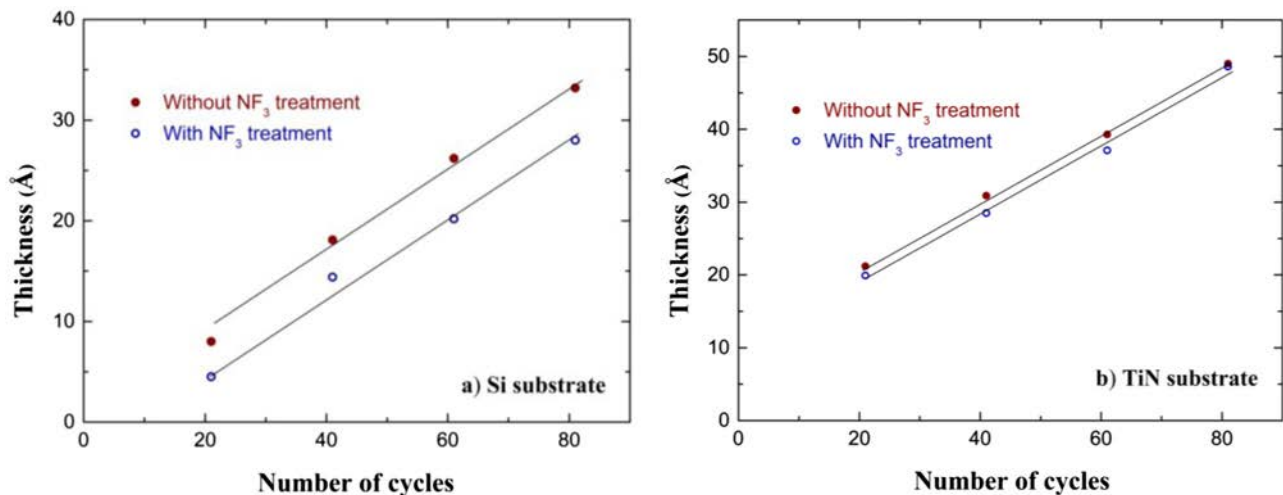 40
30
20
10
0
0
20
40
60
80
Thickness (Å)
Number of cycles
Without NF₃ treatment
With NF₃ treatment
a) Si substrate
50
40
30
20
10
0
0
20
40
60
80
Thickness (Å)
Number of cycles
Without NF₃ treatment
With NF₃ treatment
b) TiN substrate